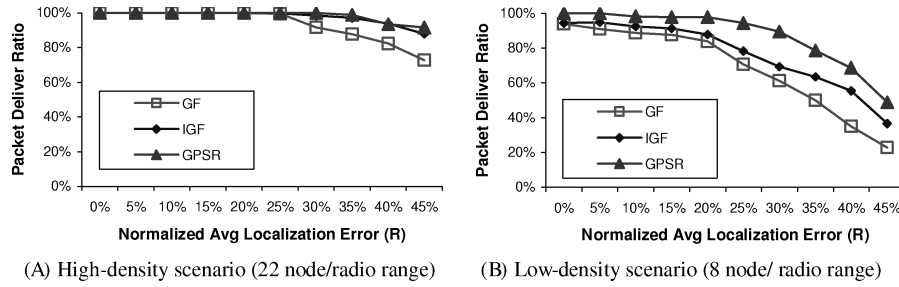 Packet Deliver Ratio
100%
80%
60%
40%
20%
0%
GF
IGF
GPSR
0% 5% 10% 15% 20% 25% 30% 35% 40% 45%
Normalized Avg Localization Error (R)
(A) High-density scenario (22 node/radio range)
Packet Deliver Ratio
100%
80%
60%
40%
20%
0%
GF
IGF
GPSR
0% 5% 10% 15% 20% 25% 30% 35% 40% 45%
Normalized Avg Localization Error (R)
(B) Low-density scenario (8 node/ radio range)